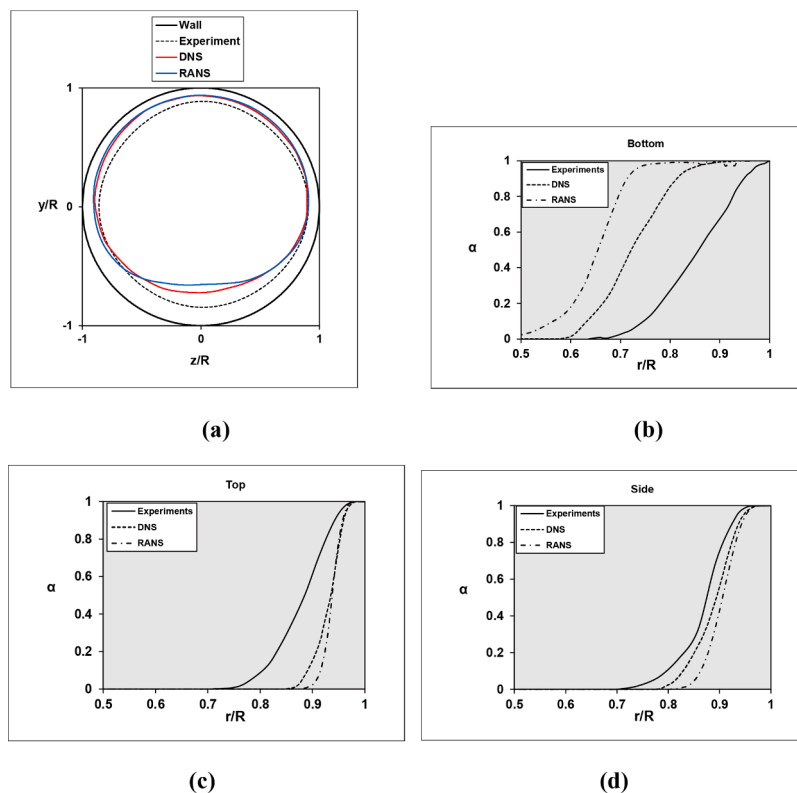 Wall
Experiment
DNS
RANS
1
y/R
0
-1
-1
0
1
z/R
(a)
Bottom
Experiments
DNS
RANS
1
0.8
0.6
α
0.4
0.2
0
0.5
0.6
0.7
0.8
0.9
1
r/R
(b)
Top
Experiments
DNS
RANS
1
0.8
0.6
α
0.4
0.2
0
0.5
0.6
0.7
0.8
0.9
1
r/R
(c)
Side
Experiments
DNS
RANS
1
0.8
0.6
α
0.4
0.2
0
0.5
0.6
0.7
0.8
0.9
1
r/R
(d)